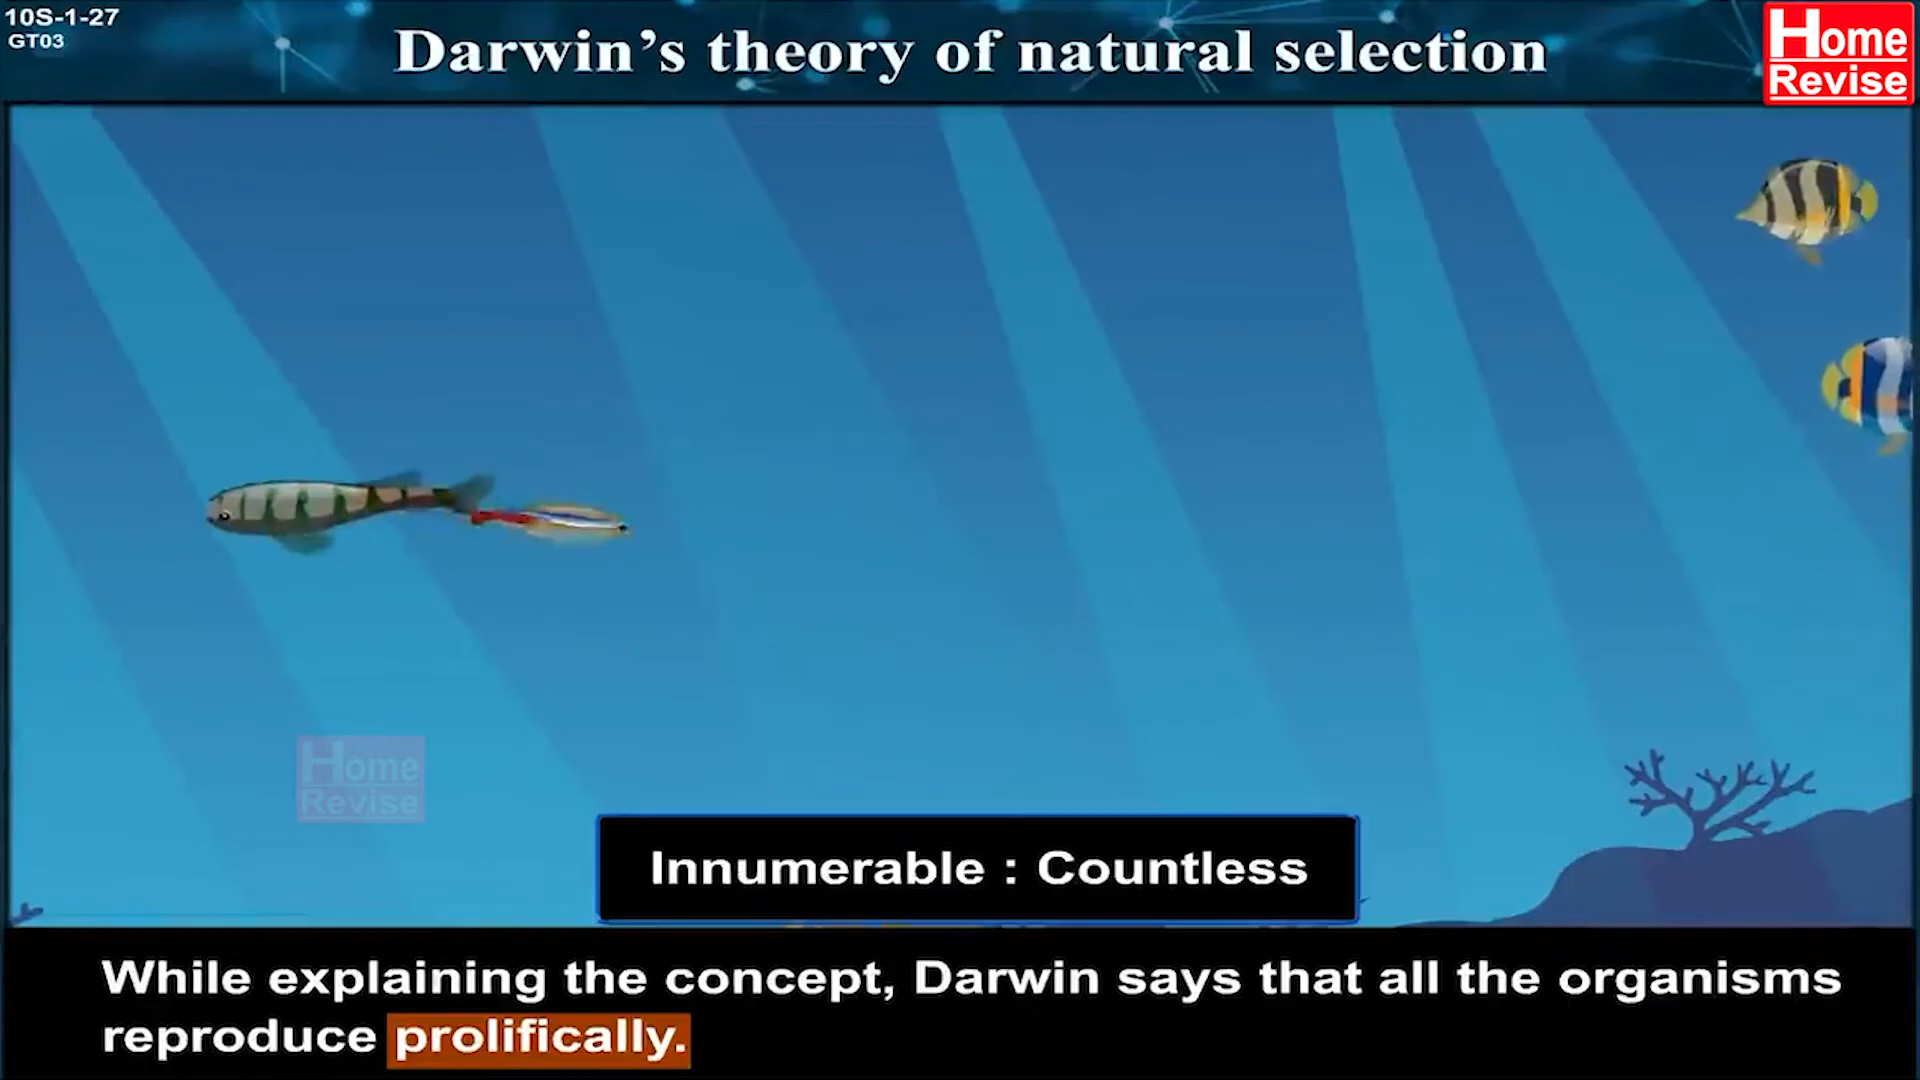 10S-1-27
GT03
Darwin's theory of natural selection
Home
Revise
Home
Revise
Innumerable : Countless
While explaining the concept, Darwin says that all the organisms
reproduce prolifically.